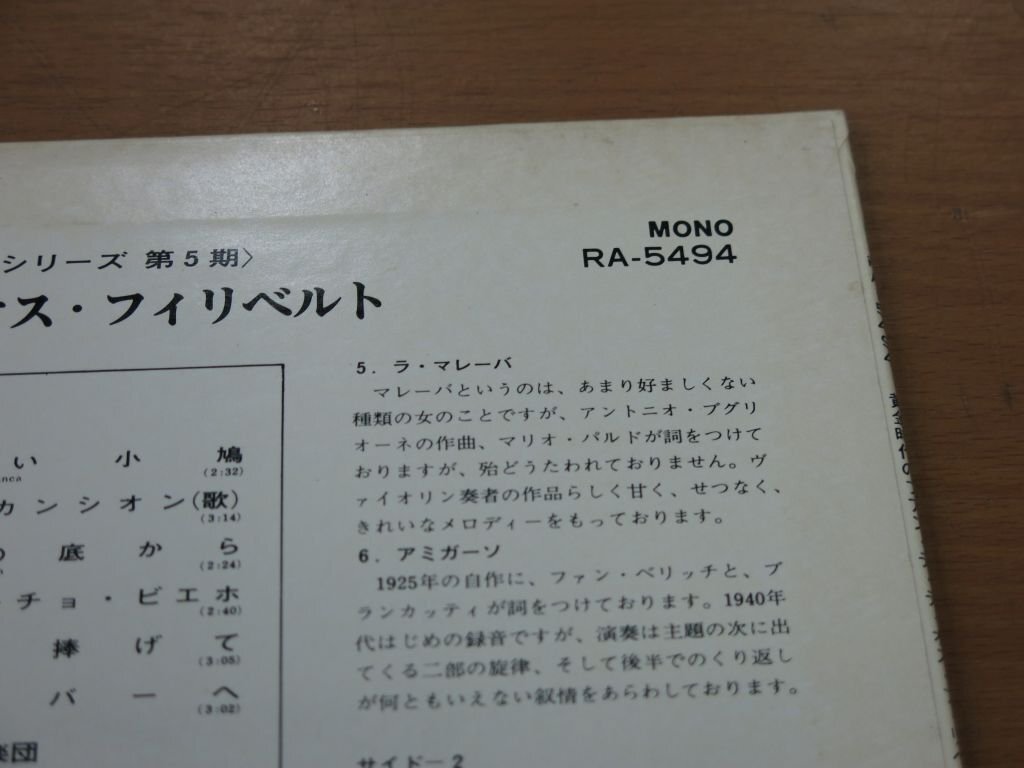 シリーズ 第5期〉
ス・フィリベルト
MONO
RA-5494
い 小 鳩
(2:32)
カンシオン(歌)
(3:14)
底 か ら
(2:24)
チョ・ビエホ
(2:40)
捧 げ て
(3:05)
バ ー へ
(3:02)
楽団
5. ラ・マレーバ
マレーバというのは、あまり好ましくない
種類の女のことですが、アントニオ・ブグリ
オーネの作曲、マリオ・バルドが詞をつけて
おりますが、殆どうたわれておりません。ヴ
ァイオリン奏者の作品らしく甘く、せつなく、
きれいなメロディーをもっております。
6. アミガーソ
1925年の自作に、ファン・ベリッチと、ブ
ランカッティが詞をつけております。1940年
代はじめの録音ですが、演奏は主題の次に出
てくる二部の旋律、そして後半でのくり返し
が何ともいえない叙情をあらわしております。
サイド—2